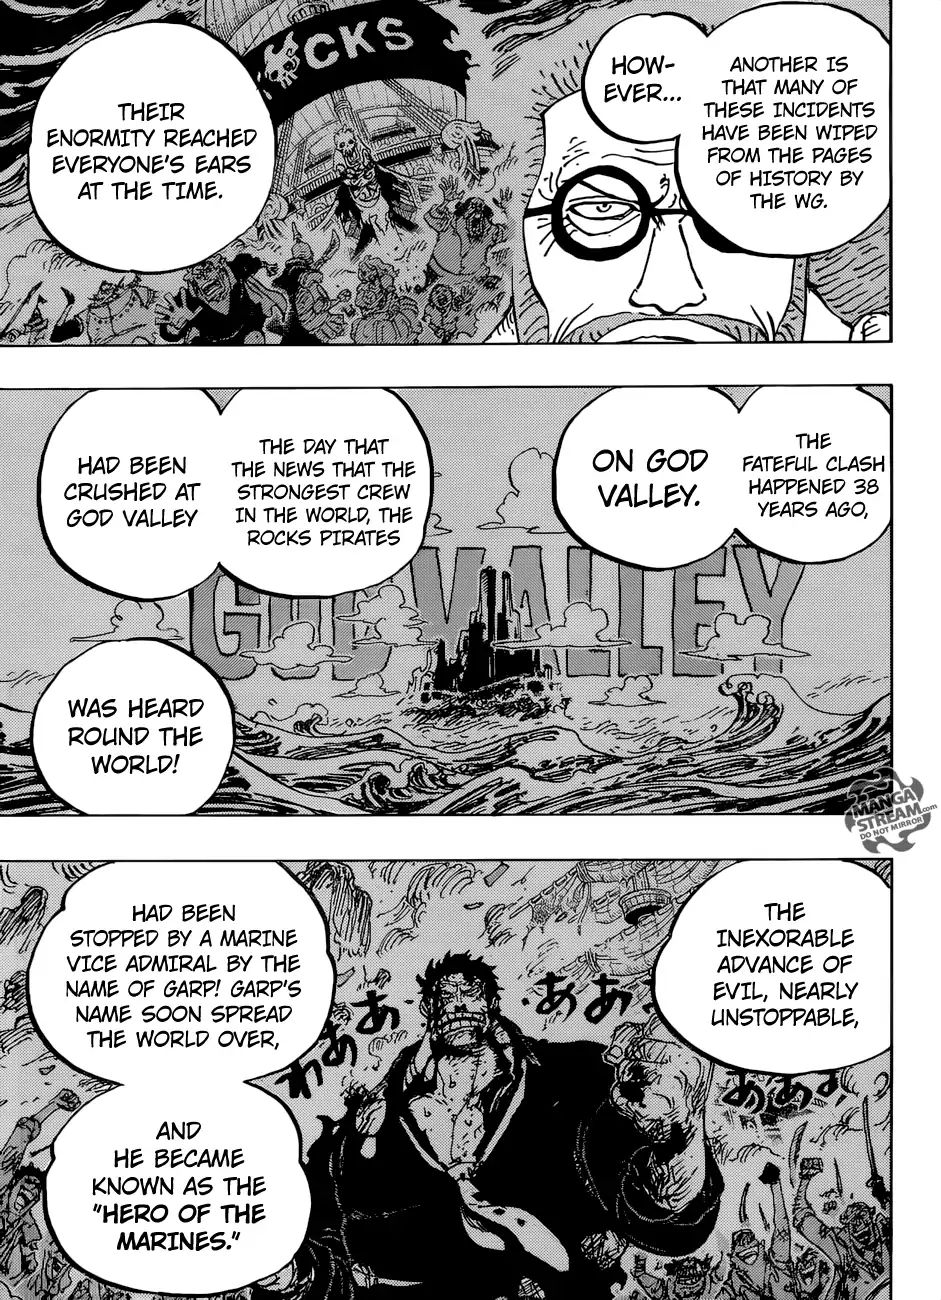 ANOTHER IS
THAT MANY OF
THESE INCIDENTS
HAVE BEEN WIPED
FROM THE PAGES
OF HISTORY BY
THE WG.
HOW-
EVER...
CKS
THEIR
ENORMITY REACHED
EVERYONE'S EARS
AT THE TIME.
THE
FATEFUL CLASH
HAPPENED 38
YEARS AGO,
ON GOD
VALLEY.
THE DAY THAT
THE NEWS THAT THE
STRONGEST CREW
IN THE WORLD, THE
ROCKS PIRATES
HAD BEEN
CRUSHED AT
GOD VALLEY
GOD VALLEY
WAS HEARD
ROUND THE
WORLD!
MANGA
STREAM.com
DO NOT MIRROR
THE
INEXORABLE
ADVANCE OF
EVIL, NEARLY
UNSTOPPABLE,
HAD BEEN
STOPPED BY A MARINE
VICE ADMIRAL BY THE
NAME OF GARP! GARP'S
NAME SOON SPREAD
THE WORLD OVER,
あぁあ
わぁあぁ
あぁあぁ
AND
HE BECAME
KNOWN AS THE
"HERO OF THE
MARINES."